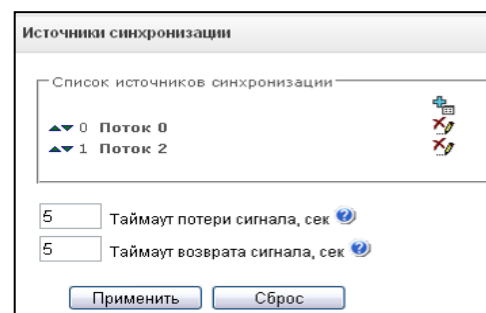 Источники синхронизации
Список источников синхронизации
0 Поток 0
1 Поток 2
5 Таймаут потери сигнала, сек ?
5 Таймаут возврата сигнала, сек ?
Применить Сброс